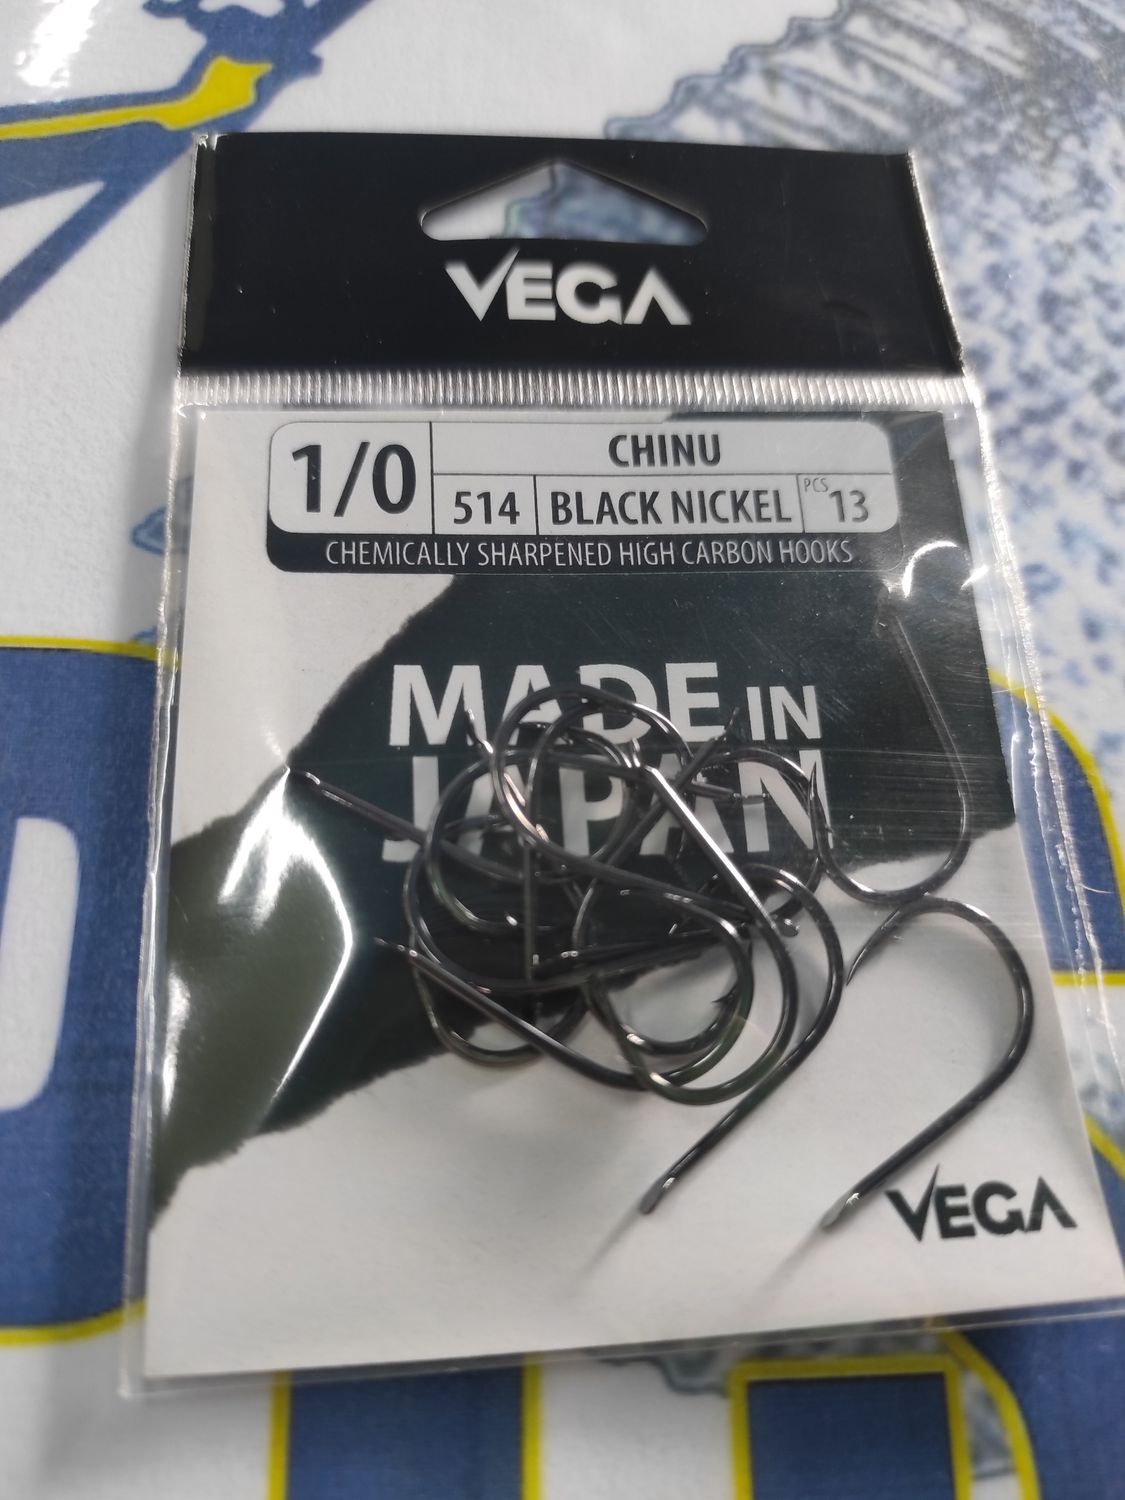 VEGA
1/0
CHINU
514
BLACK NICKEL
PCS 13
CHEMICALLY SHARPENED HIGH CARBON HOOKS
MADE IN
JAPAN
VEGA